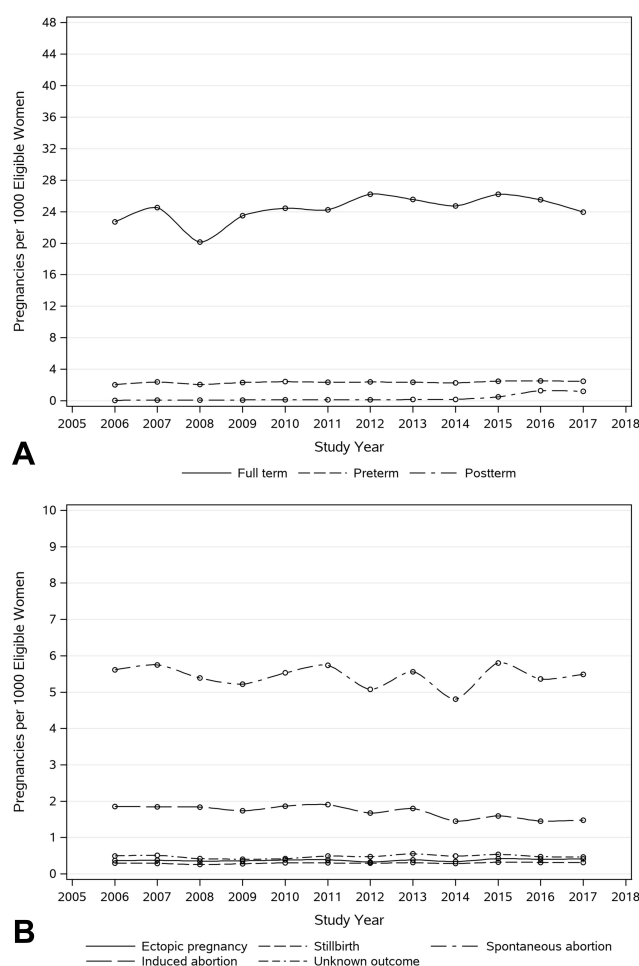 48
44
40
36
32
28
24
20
16
12
8
4
0
Pregnancies per 1000 Eligible Women
2005 2006 2007 2008 2009 2010 2011 2012 2013 2014 2015 2016 2017 2018
Study Year
A
Full term Preterm Postterm
10
9
8
7
6
5
4
3
2
1
0
Pregnancies per 1000 Eligible Women
2005 2006 2007 2008 2009 2010 2011 2012 2013 2014 2015 2016 2017 2018
Study Year
B
Ectopic pregnancy Stillbirth Spontaneous abortion
Induced abortion Unknown outcome